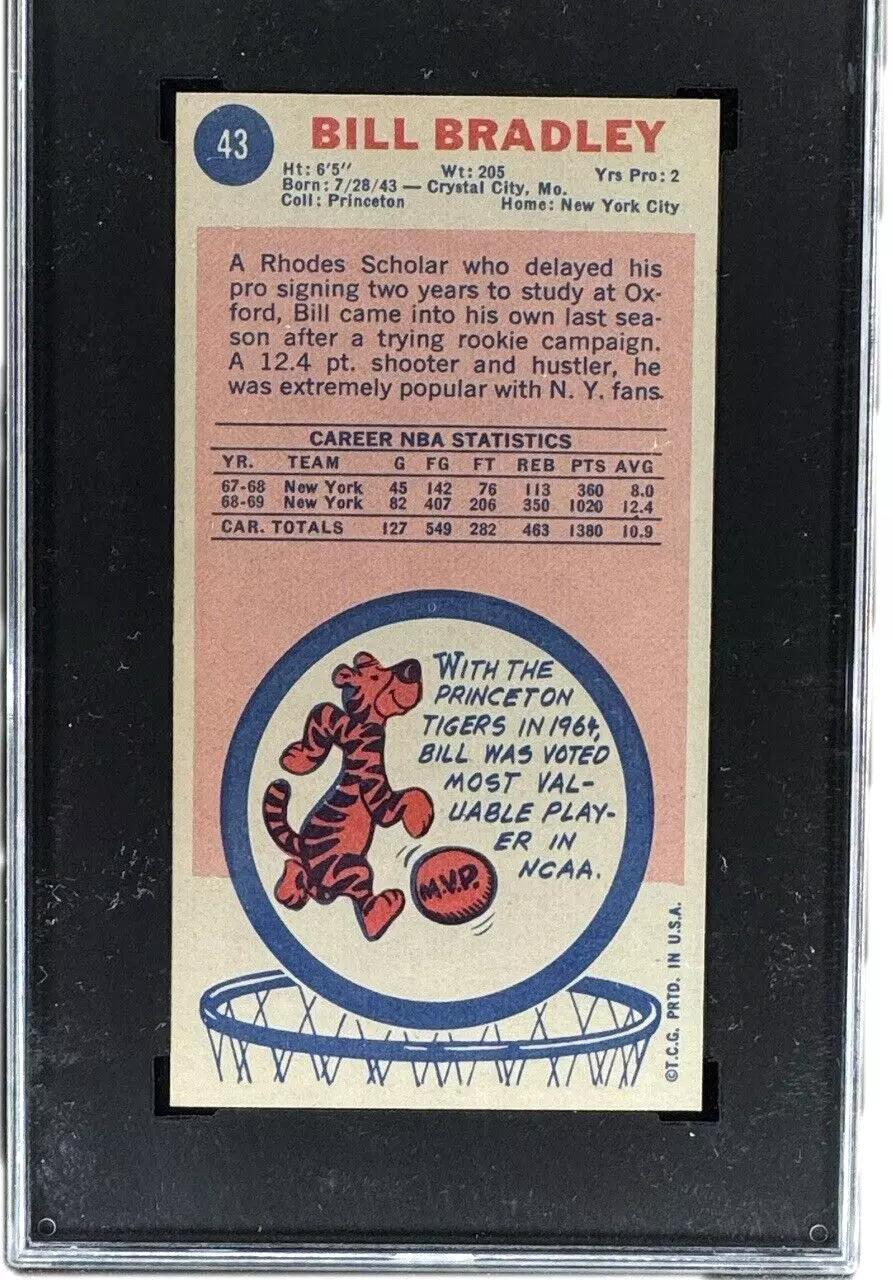 43
BILL BRADLEY
Ht: 6'5" Wt: 205 Yrs Pro: 2
Born: 7/28/43 — Crystal City, Mo.
Coll: Princeton Home: New York City
A Rhodes Scholar who delayed his
pro signing two years to study at Ox-
ford, Bill came into his own last sea-
son after a trying rookie campaign.
A 12.4 pt. shooter and hustler, he
was extremely popular with N. Y. fans.
CAREER NBA STATISTICS
YR. TEAM G FG FT REB PTS AVG
67-68 New York 45 142 76 113 360 8.0
68-69 New York 82 407 206 350 1020 12.4
CAR. TOTALS 127 549 282 463 1380 10.9
WITH THE
PRINCETON
TIGERS IN 1964,
BILL WAS VOTED
MOST VAL-
UABLE PLAY-
ER IN
NCAA.
M.V.P.
©T.C.G. PRTD. IN U.S.A.